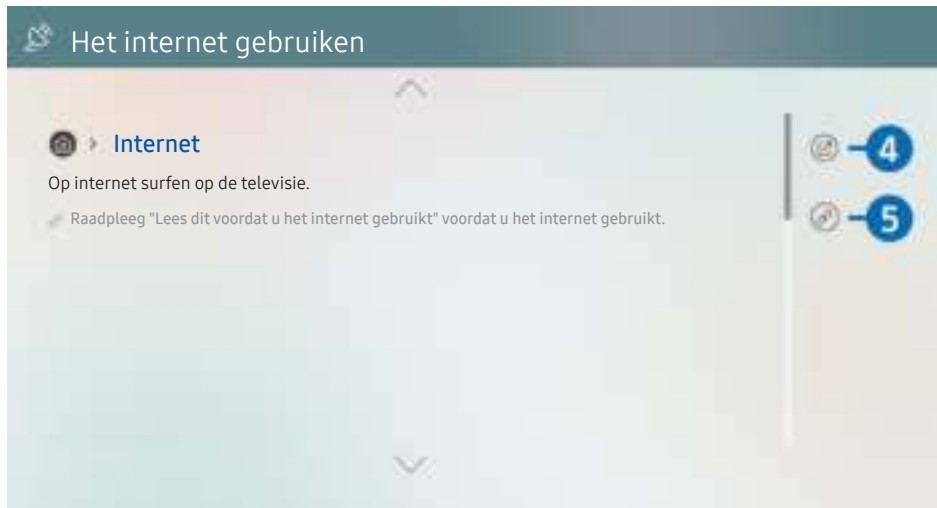 Het internet gebruiken
Internet
4
Op internet surfen op de televisie.
Raadpleeg "Lees dit voordat u het internet gebruikt" voordat u het internet gebruikt.
5